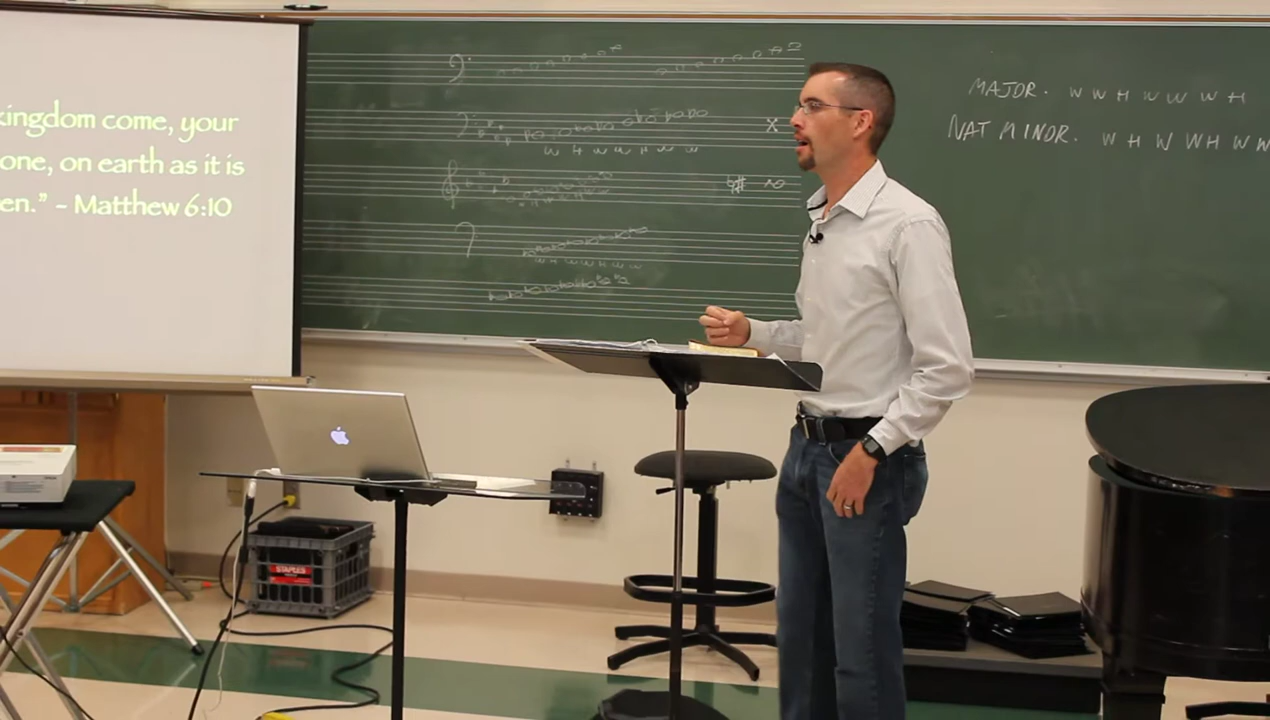 kingdom come, your
one, on earth as it is
en.” - Matthew 6:10
MAJOR. W W H W W W H
NAT MINOR. W H W W H W W
X
W H W W H W W
W H W W H W W
STAPLES